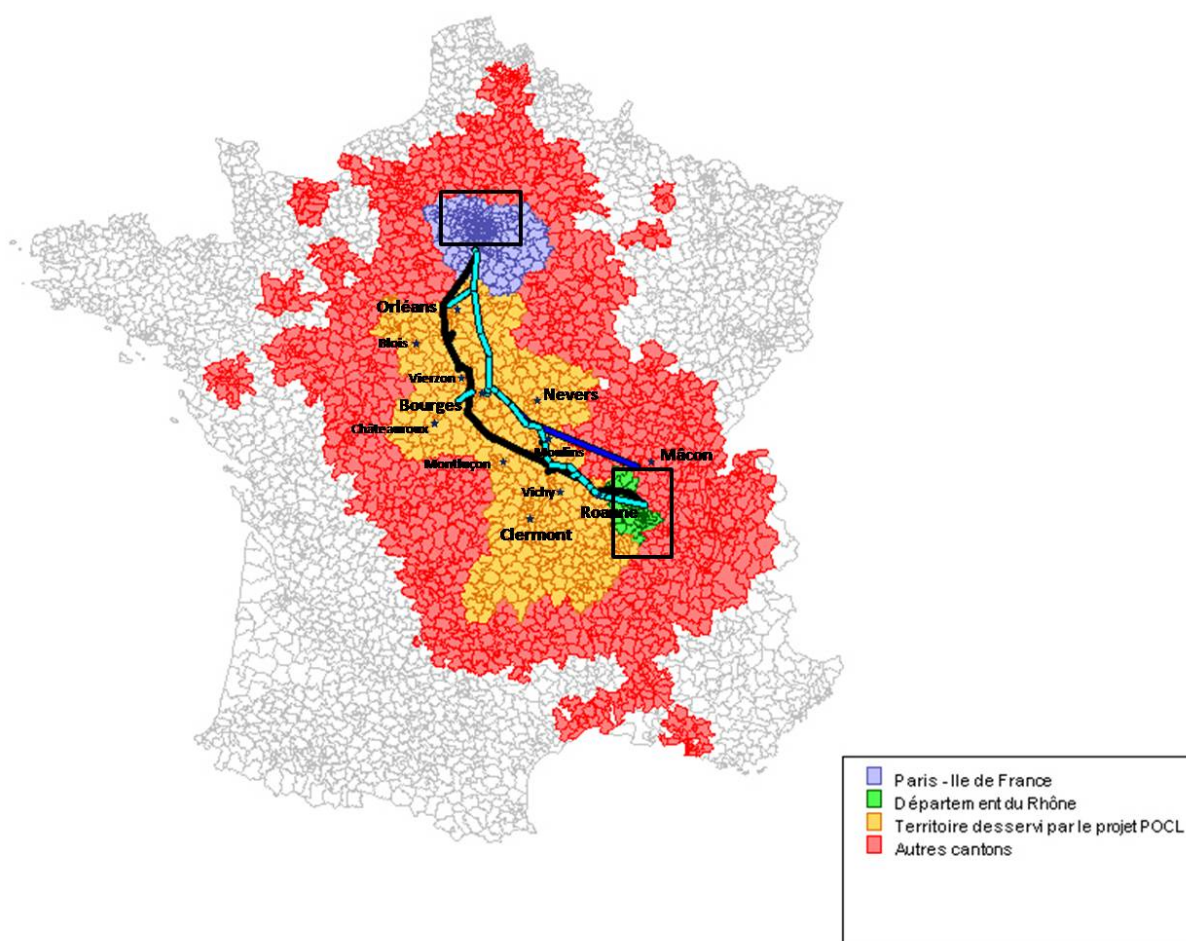 Orléans
Blois
Vierzon
Bourges
Nevers
Châteauroux
Moulins
Mâcon
Montluçon
Vichy
Roanne
Clermont
Paris - Ile de France
Département du Rhône
Territoire desservi par le projet POCL
Autres cantons